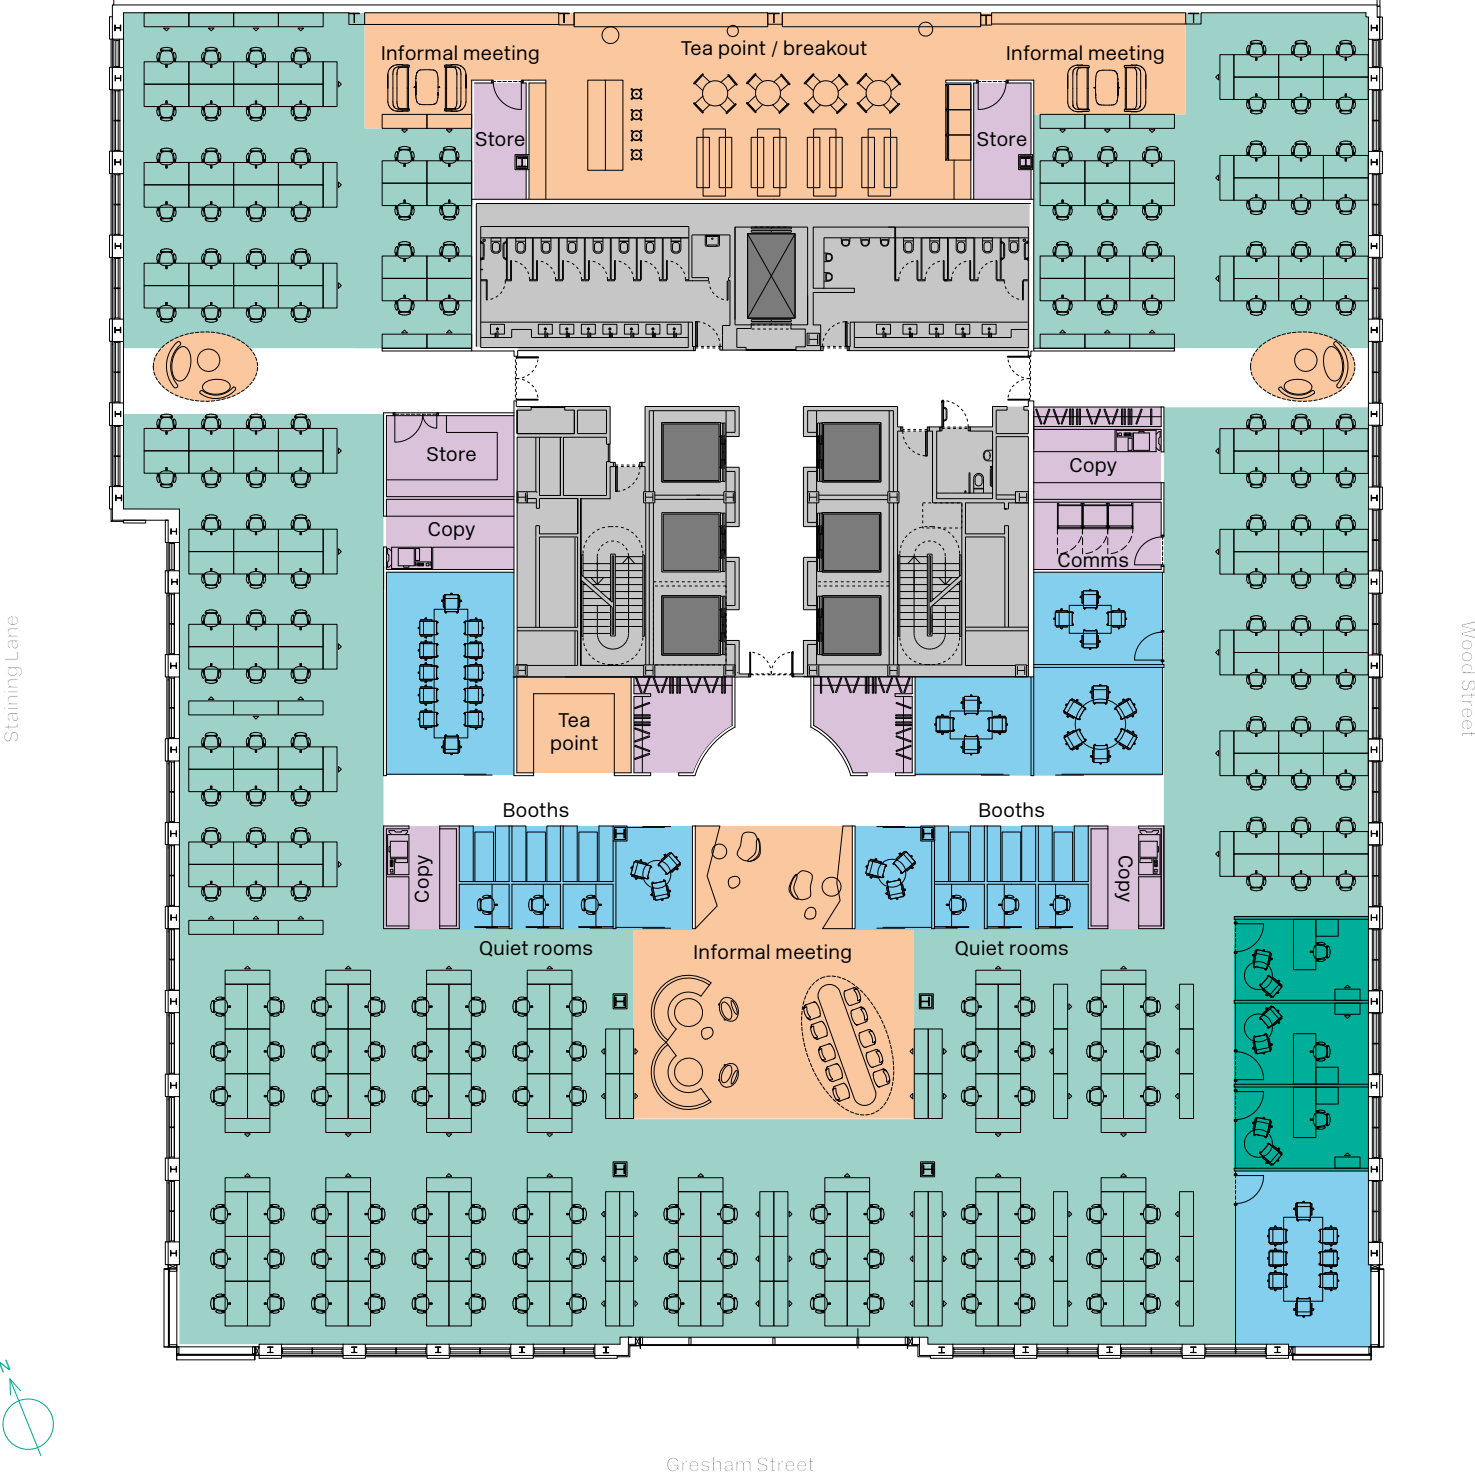 Informal meeting
Tea point / breakout
Informal meeting
Store
Store
Store
Copy
Copy
Comms
Tea
point
Booths
Booths
Copy
Copy
Quiet rooms
Informal meeting
Quiet rooms
Staining Lane
Wood Street
N
Gresham Street